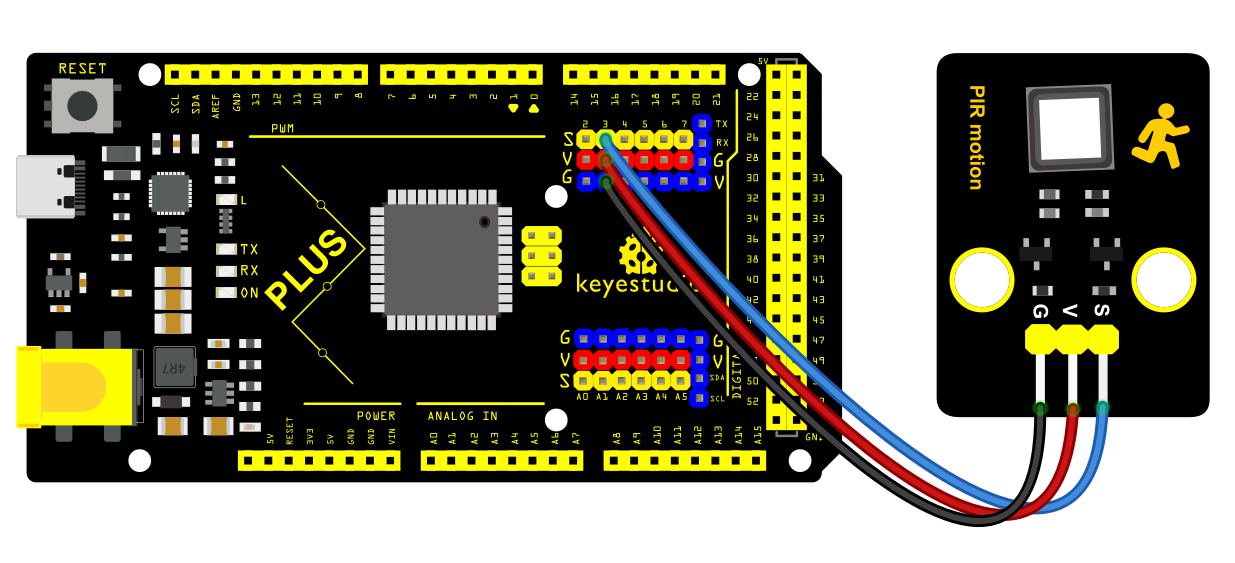 RESET
SCL SDA AREF GND 13 12 11 10 9 8
7 6 5 4 3 2 1 0
14 15 16 17 18 19 20 21
5V
22
24
26
28
30 31
32 33
34 35
36 37
38 39
40 41
42 43
45
47
49
50
52
GND
PWM
2 3 4 5 6 7 TX
S RX
V G
G V
L
TX
RX
ON
PLUS
keyestudio
G G
V V
S SDA
SCL
A0 A1 A2 A3 A4 A5
DIGITAL
4R7
POWER
ANALOG IN
5V RESET 3V3 5V GND GND VIN
A0 A1 A2 A3 A4 A5 A6 A7
A8 A9 A10 A11 A12 A13 A14 A15
PIR motion
G V S